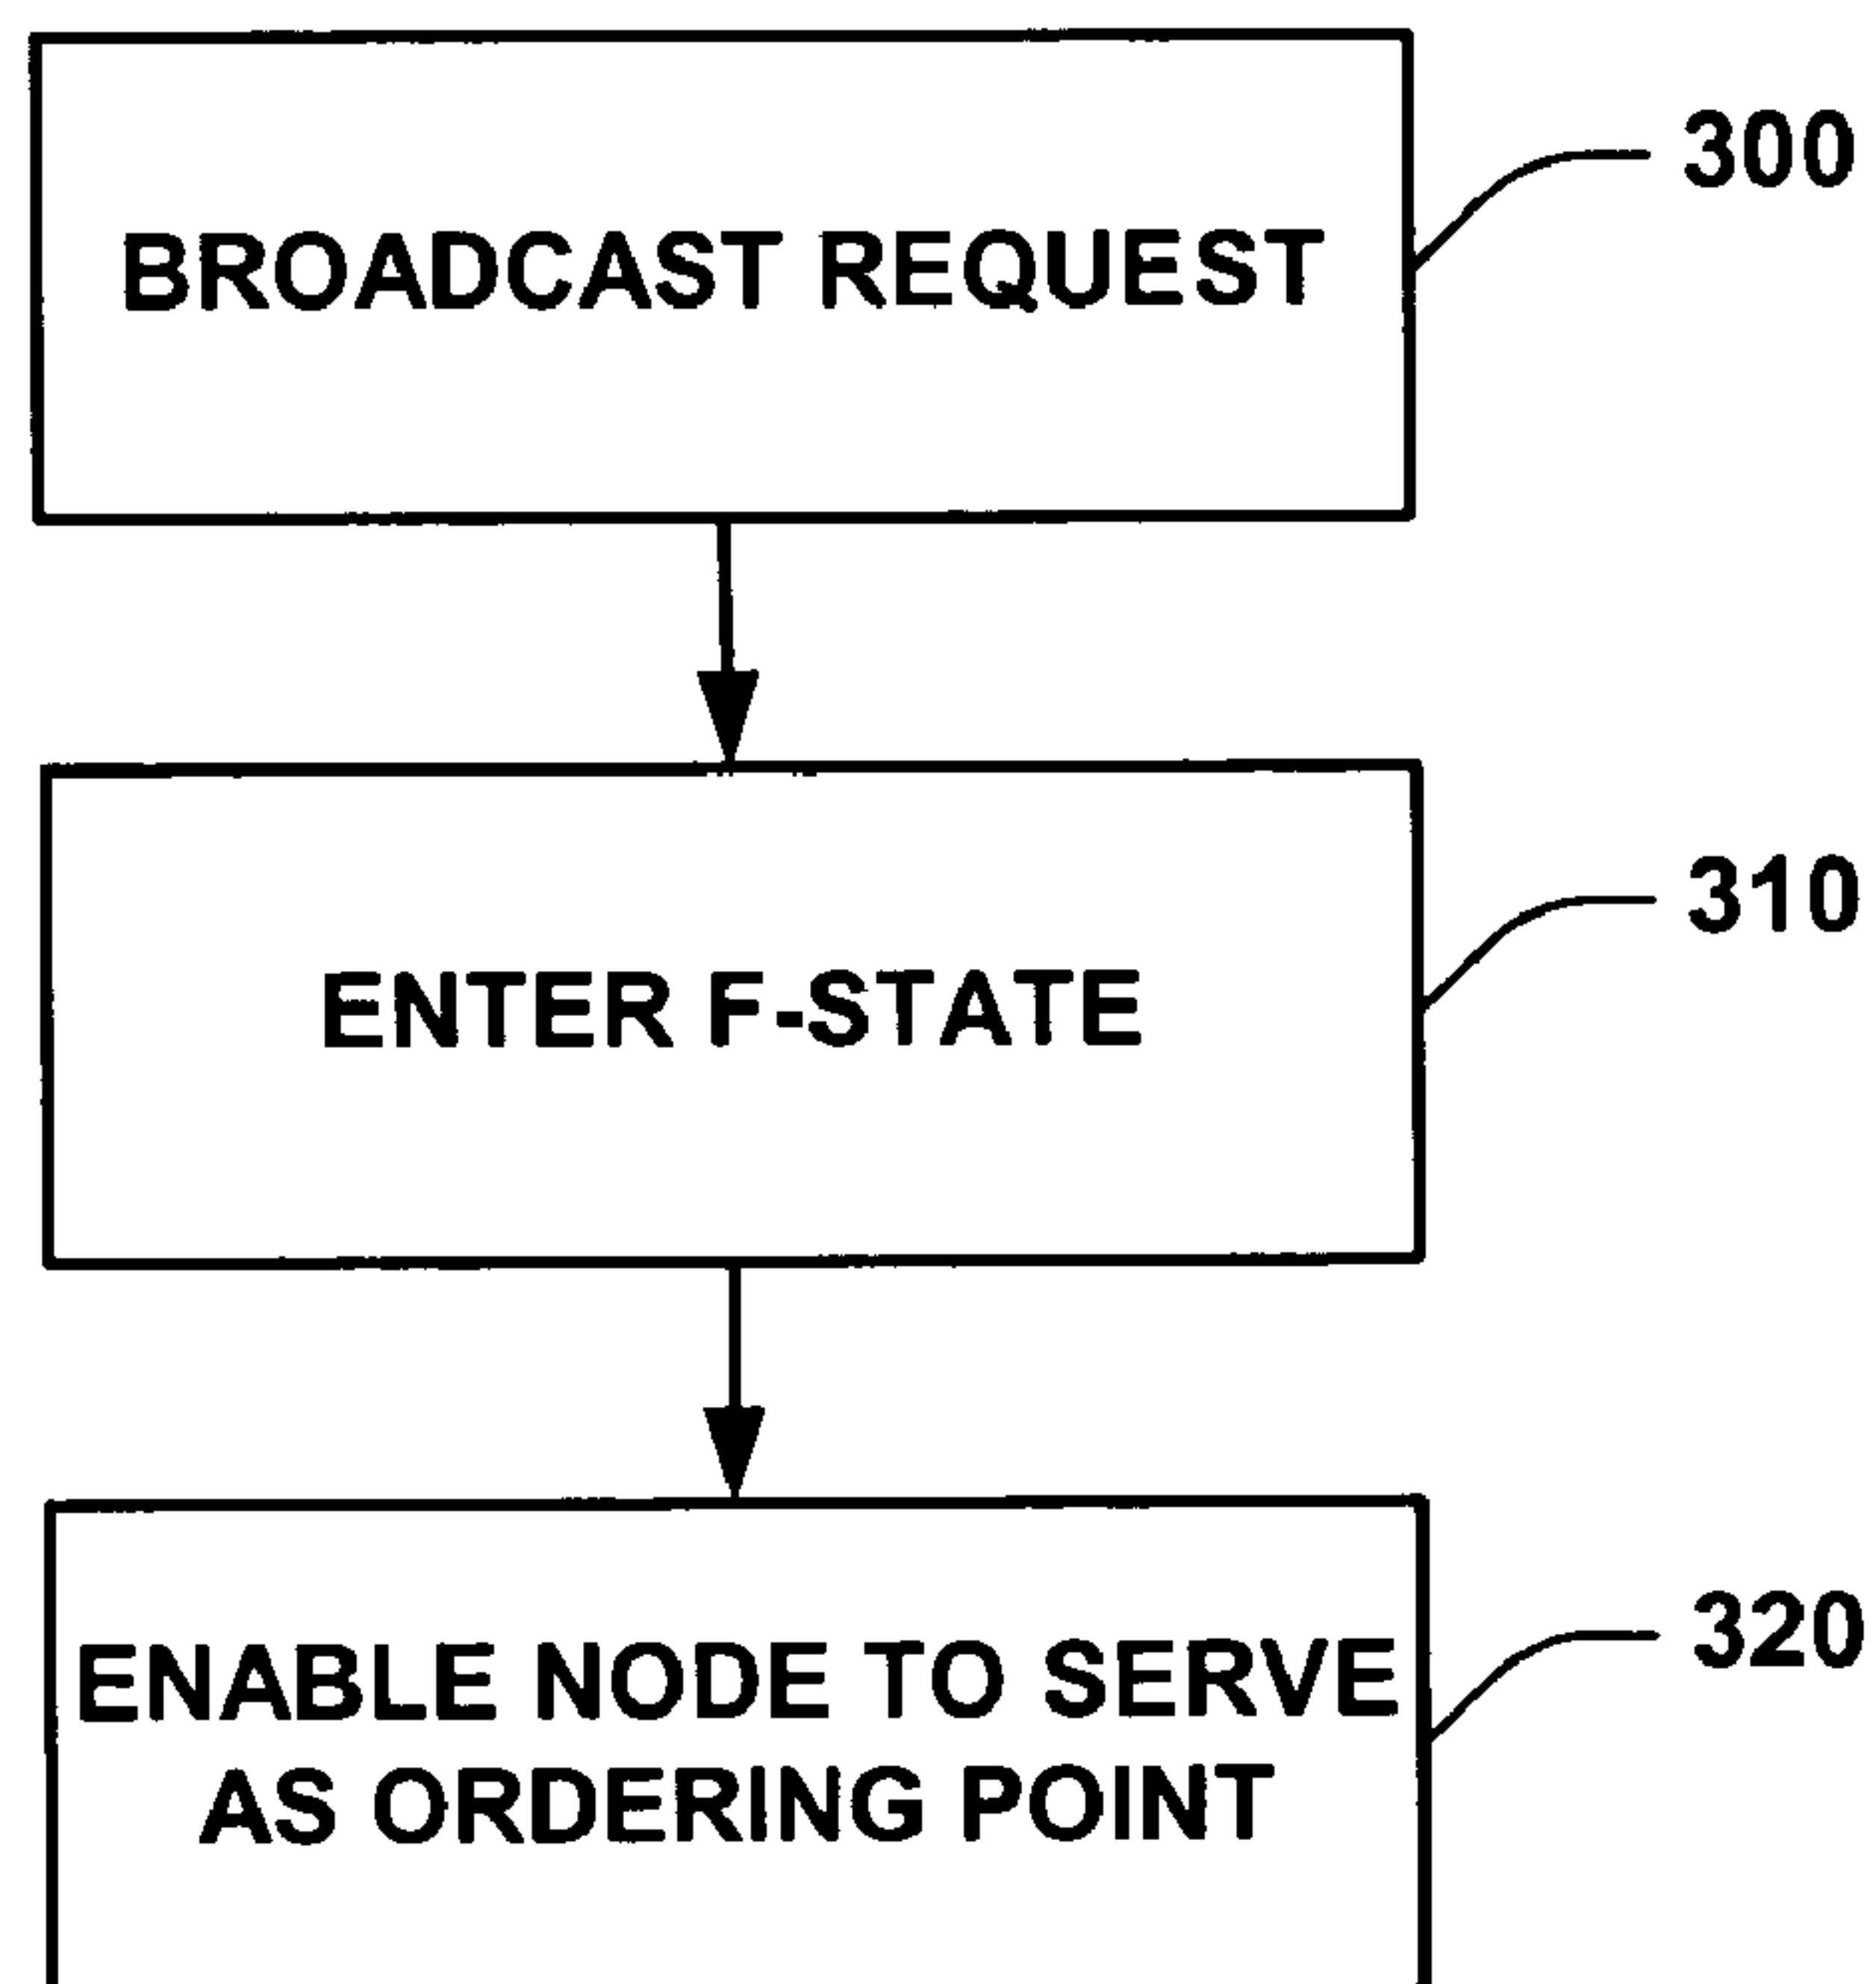 BROADCAST REQUEST
300
ENTER F-STATE
310
ENABLE NODE TO SERVE
AS ORDERING POINT
320